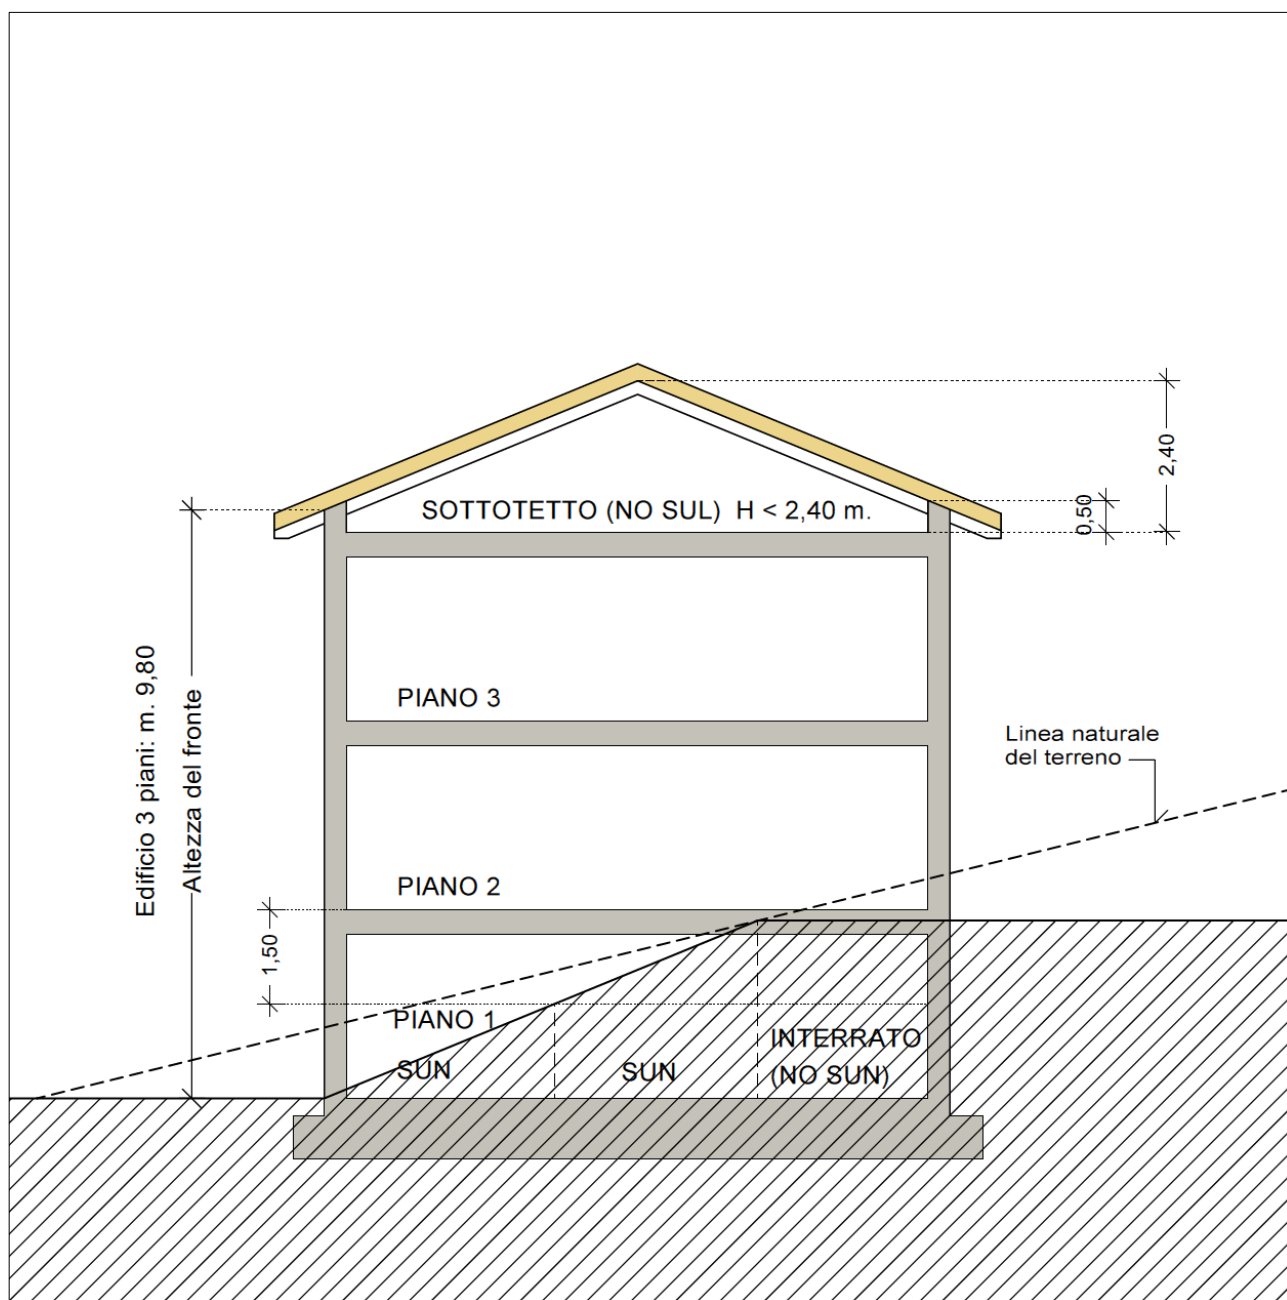 2,40
0,50
SOTTOTETTO (NO SUL) H < 2,40 m.
Edificio 3 piani: m. 9,80
Altezza del fronte
PIANO 3
Linea naturale
del terreno
PIANO 2
1,50
PIANO 1
SUN
SUN
INTERRATO
(NO SUN)